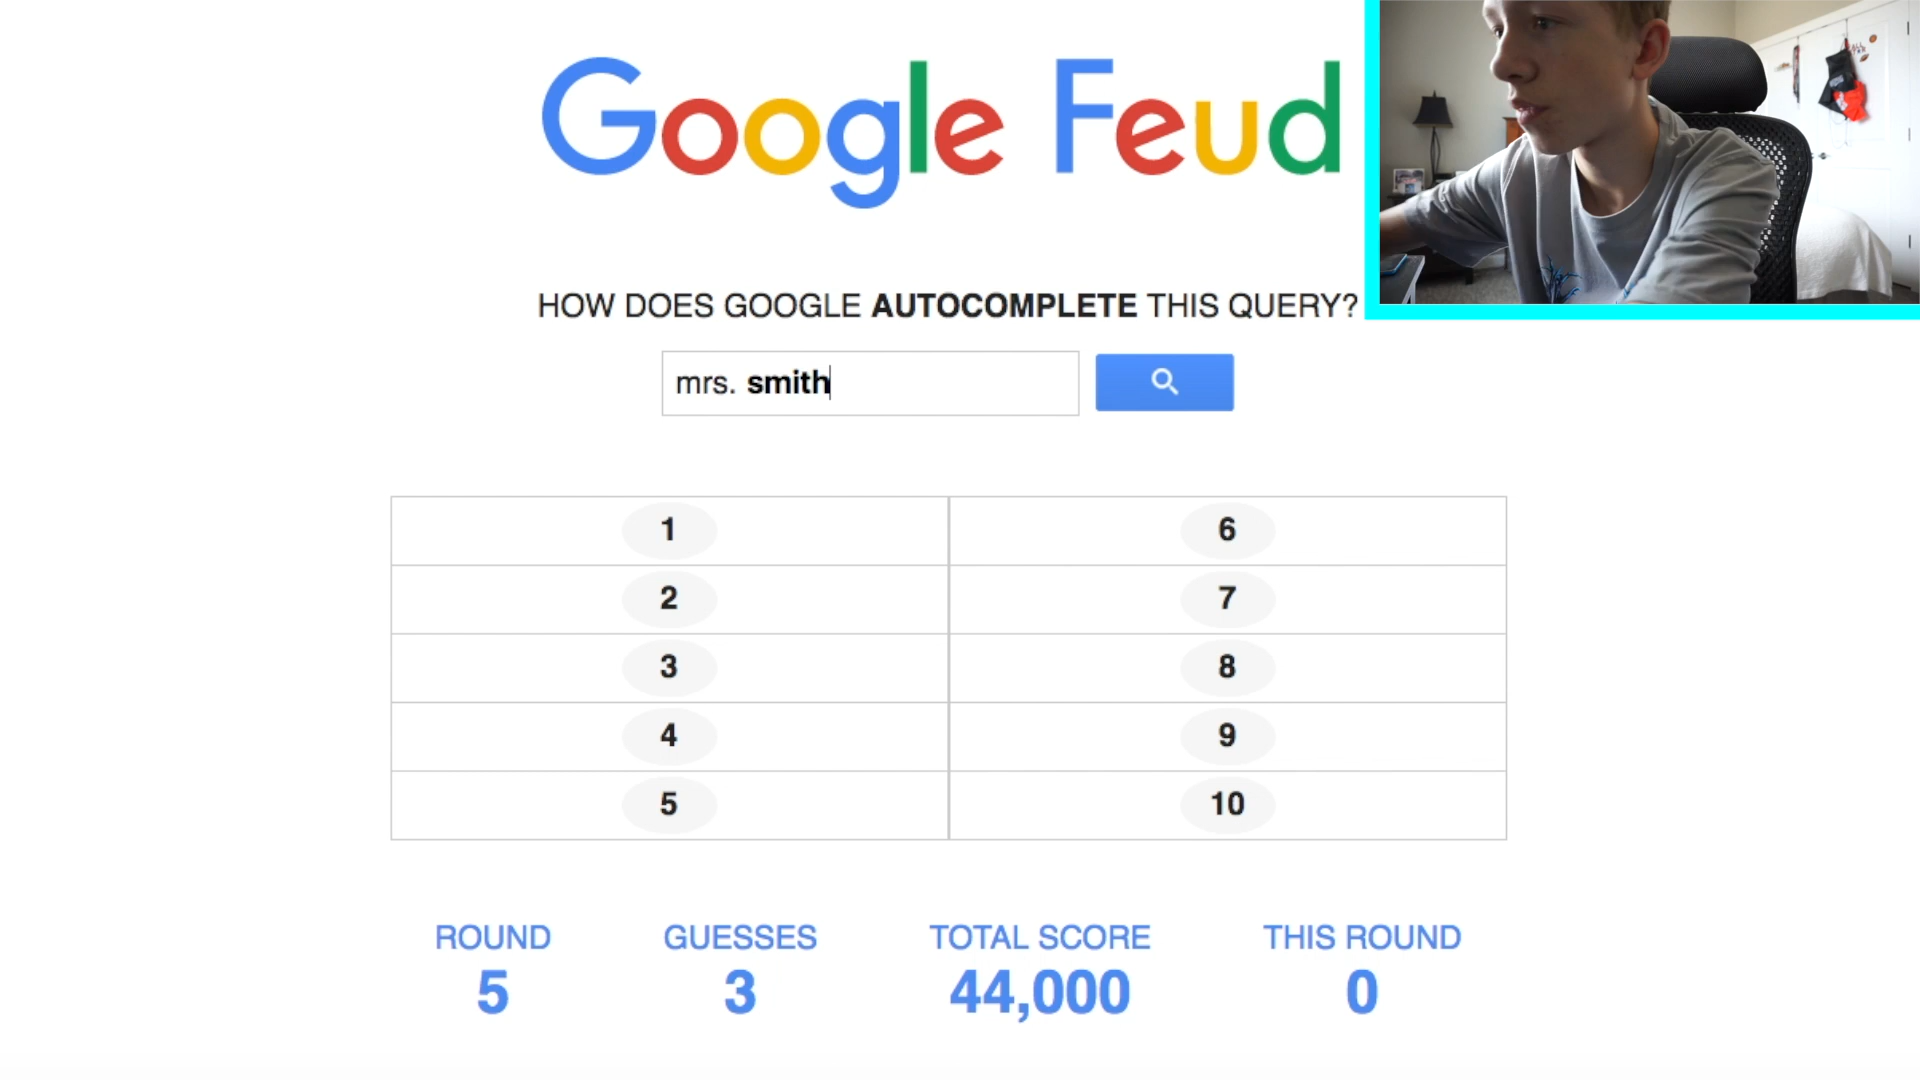 Google Feud
HOW DOES GOOGLE AUTOCOMPLETE THIS QUERY?
mrs. smith
1 6
2 7
3 8
4 9
5 10
ROUND GUESSES TOTAL SCORE THIS ROUND
5 3 44,000 0